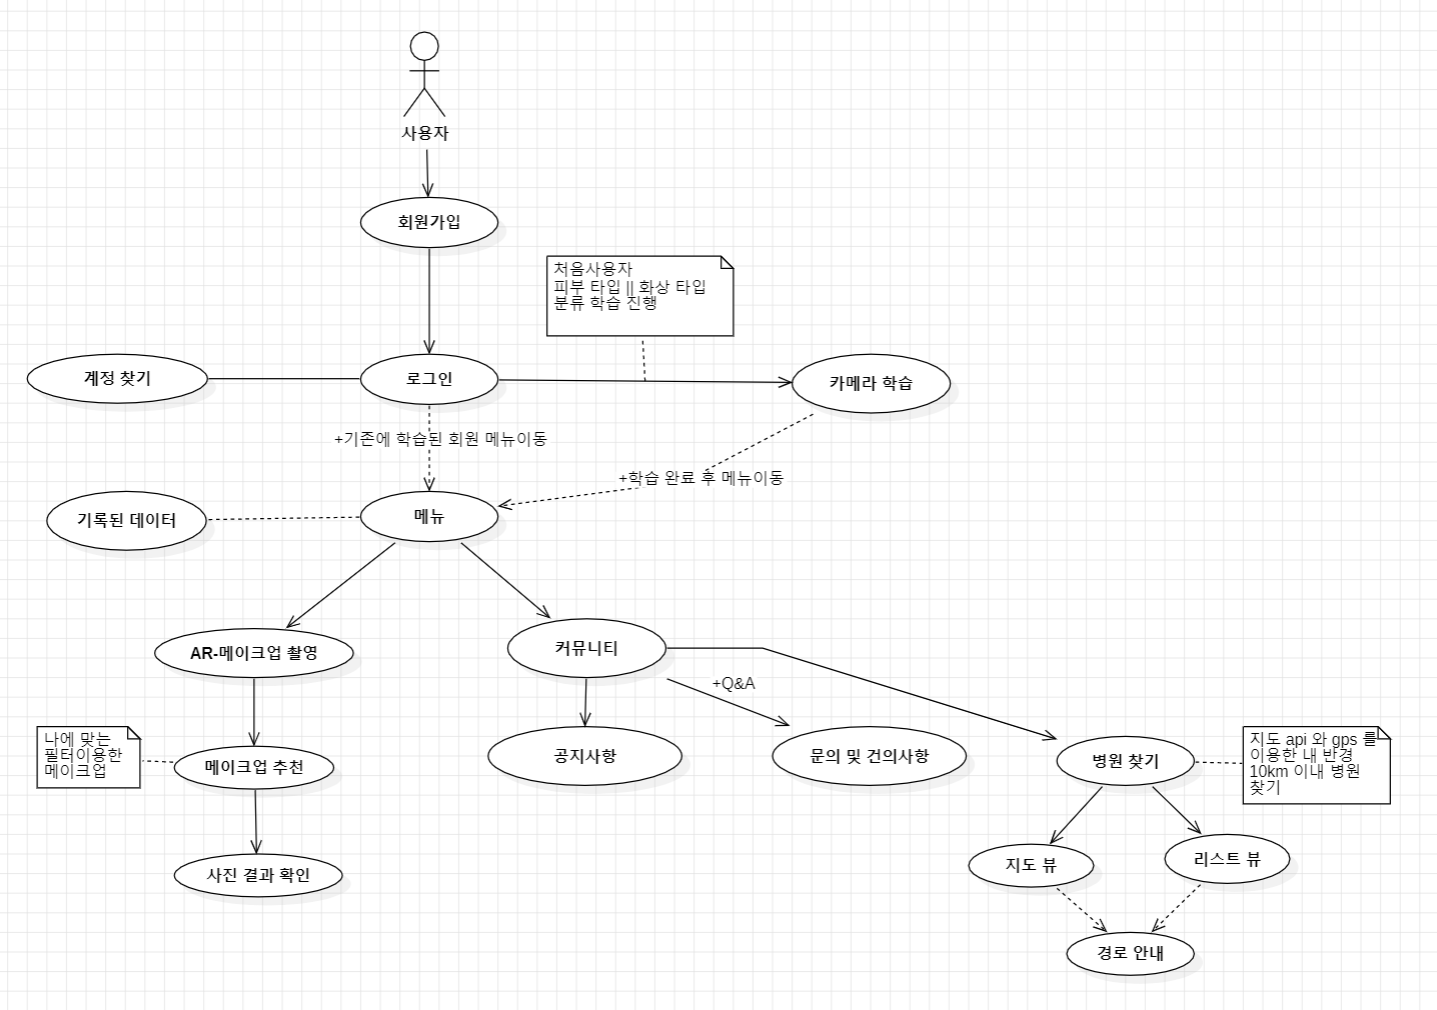 사용자
회원가입
처음사용자
피부 타입 || 화상 타입
분류 학습 진행
계정 찾기
로그인
카메라 학습
+기존에 학습된 회원 메뉴이동
+학습 완료 후 메뉴이동
기록된 데이터
메뉴
AR-메이크업 촬영
커뮤니티
+Q&A
나에 맞는
필터이용한
메이크업
메이크업 추천
공지사항
문의 및 건의사항
병원 찾기
지도 api 와 gps 를
이용한 내 반경
10km 이내 병원
찾기
사진 결과 확인
지도 뷰
리스트 뷰
경로 안내